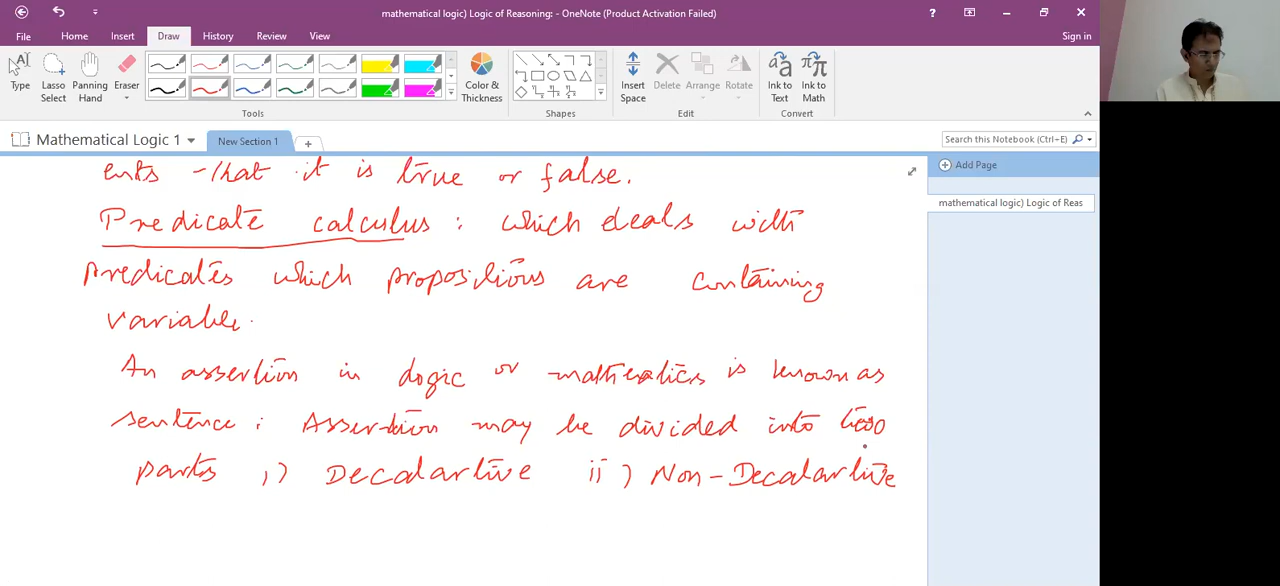 mathematical logic) Logic of Reasoning: - OneNote (Product Activation Failed)
File Home Insert Draw History Review View Sign in
Type Lasso Select Panning Hand Eraser Color & Thickness Insert Space Delete Arrange Rotate Ink to Text Ink to Math
Tools Shapes Edit Convert
Mathematical Logic 1 New Section 1 Search this Notebook (Ctrl+E)
Add Page
mathematical logic) Logic of Reas
ents that it is true or false.
Predicate calculus : which deals with
predicates which propositions are containing
variable.
An assertion in logic or mathematics is known as
sentence : Assertion may be divided into two
parts i) Decalartive ii) Non-Decalartive